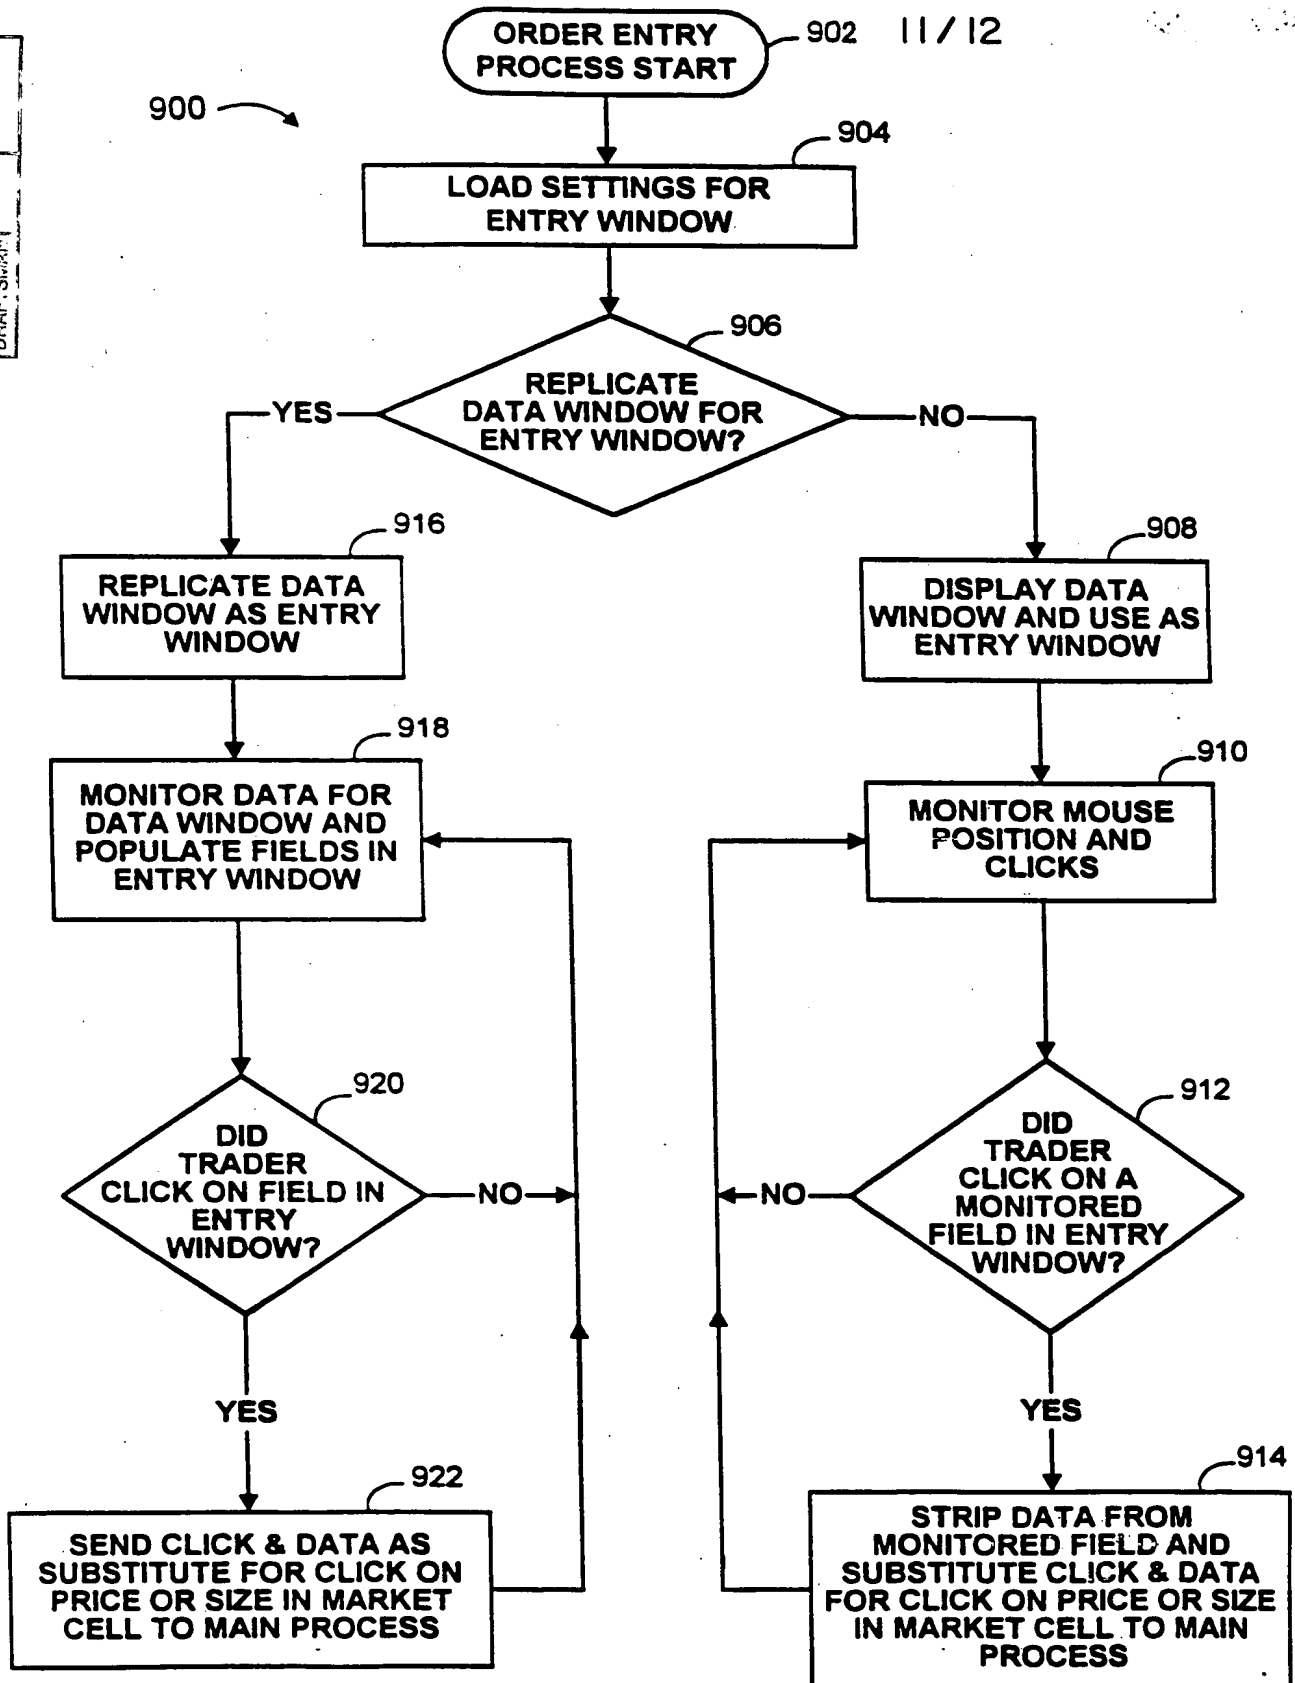 ORDER ENTRY
PROCESS START
902
11/12
900
904
LOAD SETTINGS FOR
ENTRY WINDOW
906
REPLICATE
DATA WINDOW FOR
ENTRY WINDOW?
YES
NO
916
REPLICATE DATA
WINDOW AS ENTRY
WINDOW
918
MONITOR DATA FOR
DATA WINDOW AND
POPULATE FIELDS IN
ENTRY WINDOW
920
DID
TRADER
CLICK ON FIELD IN
ENTRY
WINDOW?
NO
YES
922
SEND CLICK & DATA AS
SUBSTITUTE FOR CLICK ON
PRICE OR SIZE IN MARKET
CELL TO MAIN PROCESS
908
DISPLAY DATA
WINDOW AND USE AS
ENTRY WINDOW
910
MONITOR MOUSE
POSITION AND
CLICKS
912
DID
TRADER
CLICK ON A
MONITORED
FIELD IN ENTRY
WINDOW?
NO
YES
914
STRIP DATA FROM
MONITORED FIELD AND
SUBSTITUTE CLICK & DATA
FOR CLICK ON PRICE OR SIZE
IN MARKET CELL TO MAIN
PROCESS